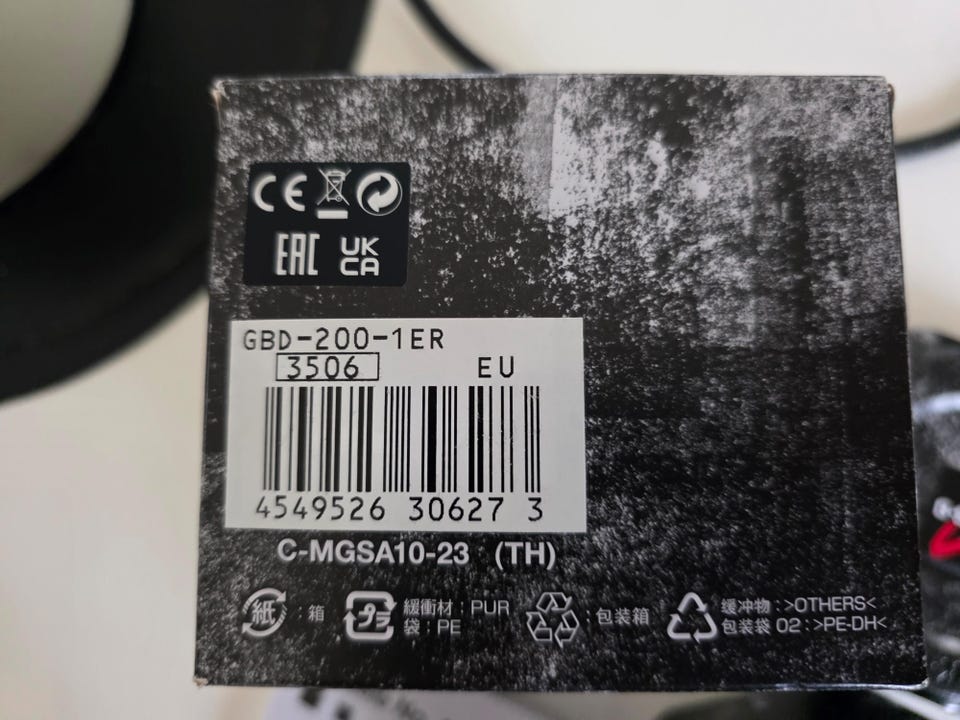 CE
EAC UK
CA
GBD-200-1ER
3506 EU
4549526 30627 3
C-MGSA10-23 (TH)
紙 : 箱
プラ 緩衝材 : PUR
袋 : PE
: 包装箱
缓冲物 : >OTHERS<
包装袋 02 : >PE-DH<